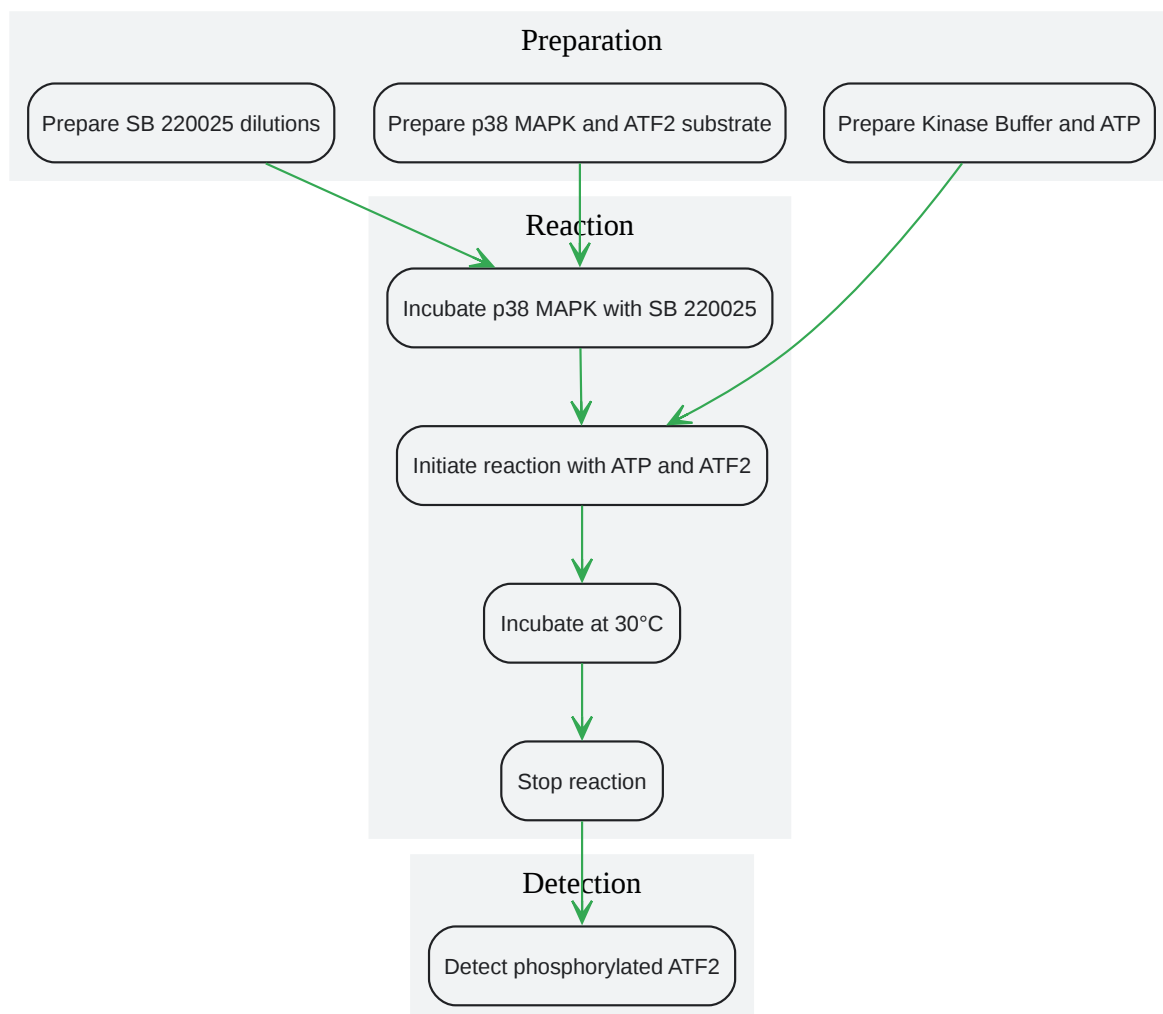 Preparation
Prepare SB 220025 dilutions
Prepare p38 MAPK and ATF2 substrate
Prepare Kinase Buffer and ATP
Reaction
Incubate p38 MAPK with SB 220025
Initiate reaction with ATP and ATF2
Incubate at 30°C
Stop reaction
Detection
Detect phosphorylated ATF2